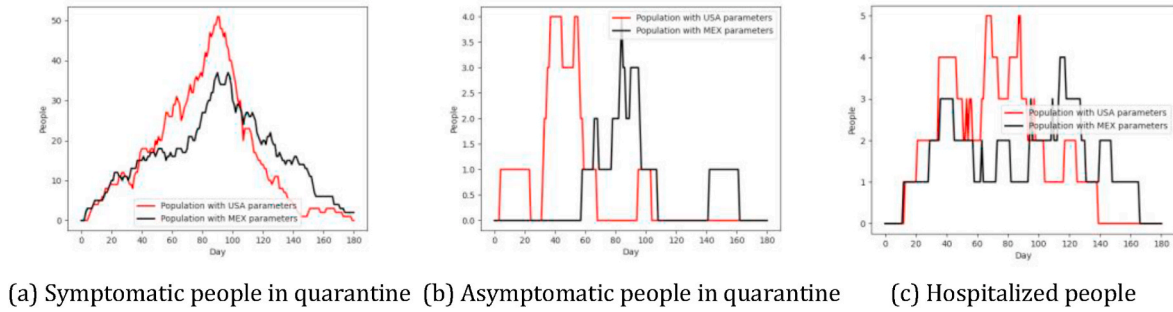 50
40
30
20
10
0
People
Population with USA parameters
Population with MEX parameters
0 20 40 60 80 100 120 140 160 180
Day
4.0
3.5
3.0
2.5
2.0
1.5
1.0
0.5
0.0
People
Population with USA parameters
Population with MEX parameters
0 20 40 60 80 100 120 140 160 180
Day
5
4
3
2
1
0
People
Population with USA parameters
Population with MEX parameters
0 20 40 60 80 100 120 140 160 180
Day
(a) Symptomatic people in quarantine (b) Asymptomatic people in quarantine (c) Hospitalized people